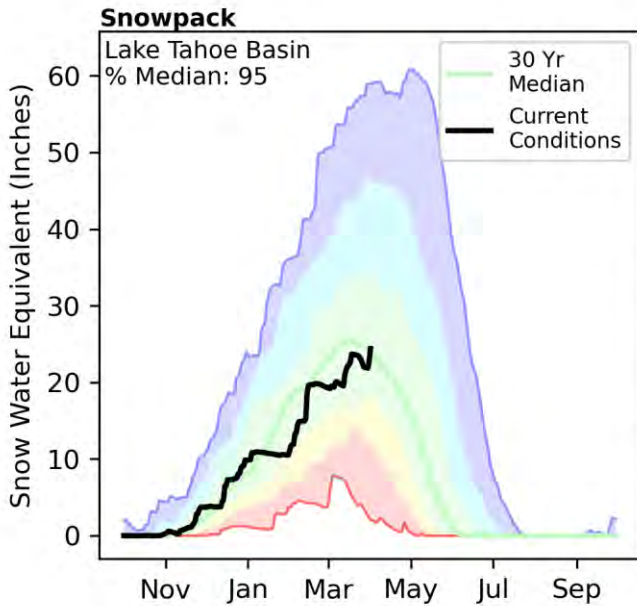 Snowpack
Lake Tahoe Basin
% Median: 95
30 Yr
Median
Current
Conditions
Snow Water Equivalent (Inches)
60
50
40
30
20
10
0
Nov Jan Mar May Jul Sep